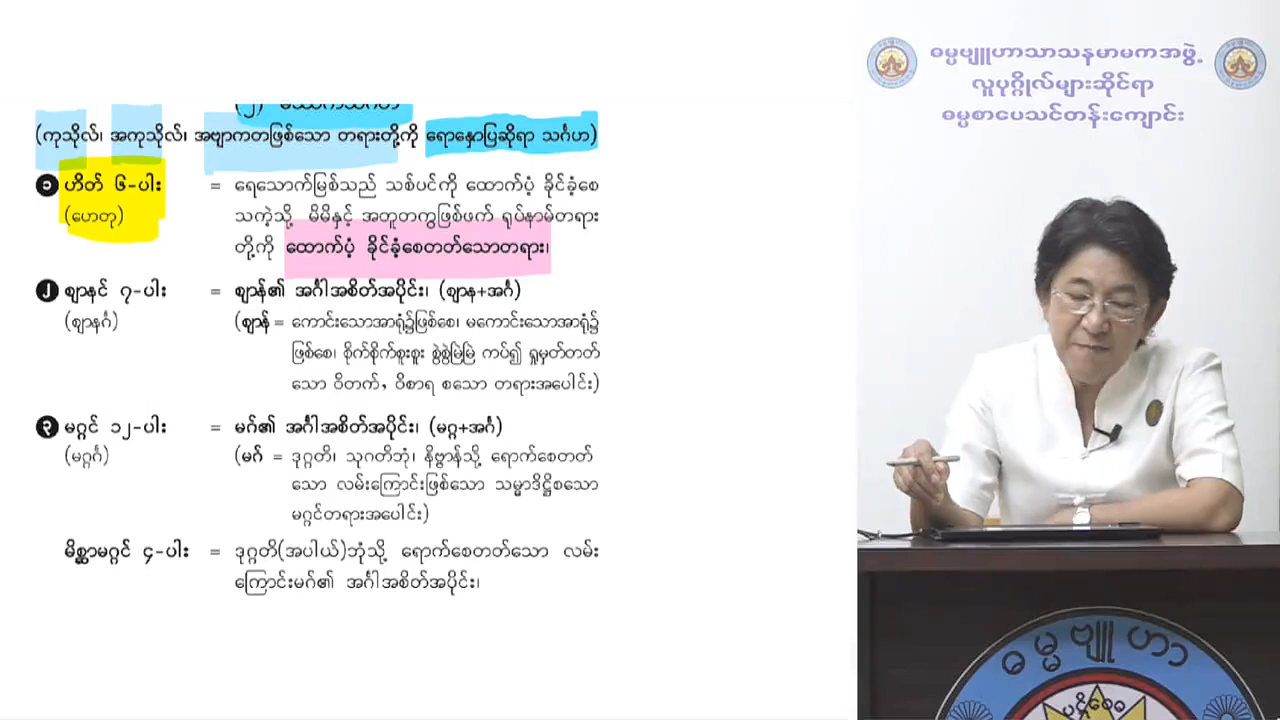 (၂) မိဿကသင်္ဂဟ
(ကုသိုလ်၊ အကုသိုလ်၊ အဗျာကတဖြစ်သော တရားတို့ကို ရောနှောပြဆိုရာ သင်္ဂဟ)
၁ ဟိတ် ၆-ပါး = ရေသောက်မြစ်သည် သစ်ပင်ကို ထောက်ပံ့ ခိုင်ခံ့စေ
(ဟေတု) သကဲ့သို့ မိမိနှင့် အတူတကွဖြစ်ဖက် ရုပ်နာမ်တရား
တို့ကို ထောက်ပံ့ ခိုင်ခံ့စေတတ်သောတရား၊
၂ ဈာနင် ၇-ပါး = ဈာန်၏ အင်္ဂါအစိတ်အပိုင်း၊ (ဈာန+အင်္ဂ)
(ဈာနင်္ဂ) (ဈာန် = ကောင်းသောအာရုံ၌ဖြစ်စေ၊ မကောင်းသောအာရုံ၌
ဖြစ်စေ၊ စိုက်စိုက်စူးစူး စွဲစွဲမြဲမြဲ ကပ်၍ ရှုမှတ်တတ်
သော ဝိတက်, ဝိစာရ စသော တရားအပေါင်း)
၃ မဂ္ဂင် ၁၂-ပါး = မဂ်၏ အင်္ဂါအစိတ်အပိုင်း၊ (မဂ္ဂ+အင်္ဂ)
(မဂ္ဂင်္ဂ) (မဂ် = ဒုဂ္ဂတိ၊ သုဂတိဘုံ၊ နိဗ္ဗာန်သို့ ရောက်စေတတ်
သော လမ်းကြောင်းဖြစ်သော သမ္မာဒိဋ္ဌိစသော
မဂ္ဂင်တရားအပေါင်း)
မိစ္ဆာမဂ္ဂင် ၄-ပါး = ဒုဂ္ဂတိ(အပါယ်)ဘုံသို့ ရောက်စေတတ်သော လမ်း
ကြောင်းမဂ်၏ အင်္ဂါအစိတ်အပိုင်း၊
ဓမ္မဗျူဟာသာသနမာမကအဖွဲ့
လူပုဂ္ဂိုလ်များဆိုင်ရာ
ဓမ္မစာပေသင်တန်းကျောင်း
ဓမ္မဗျူဟာ